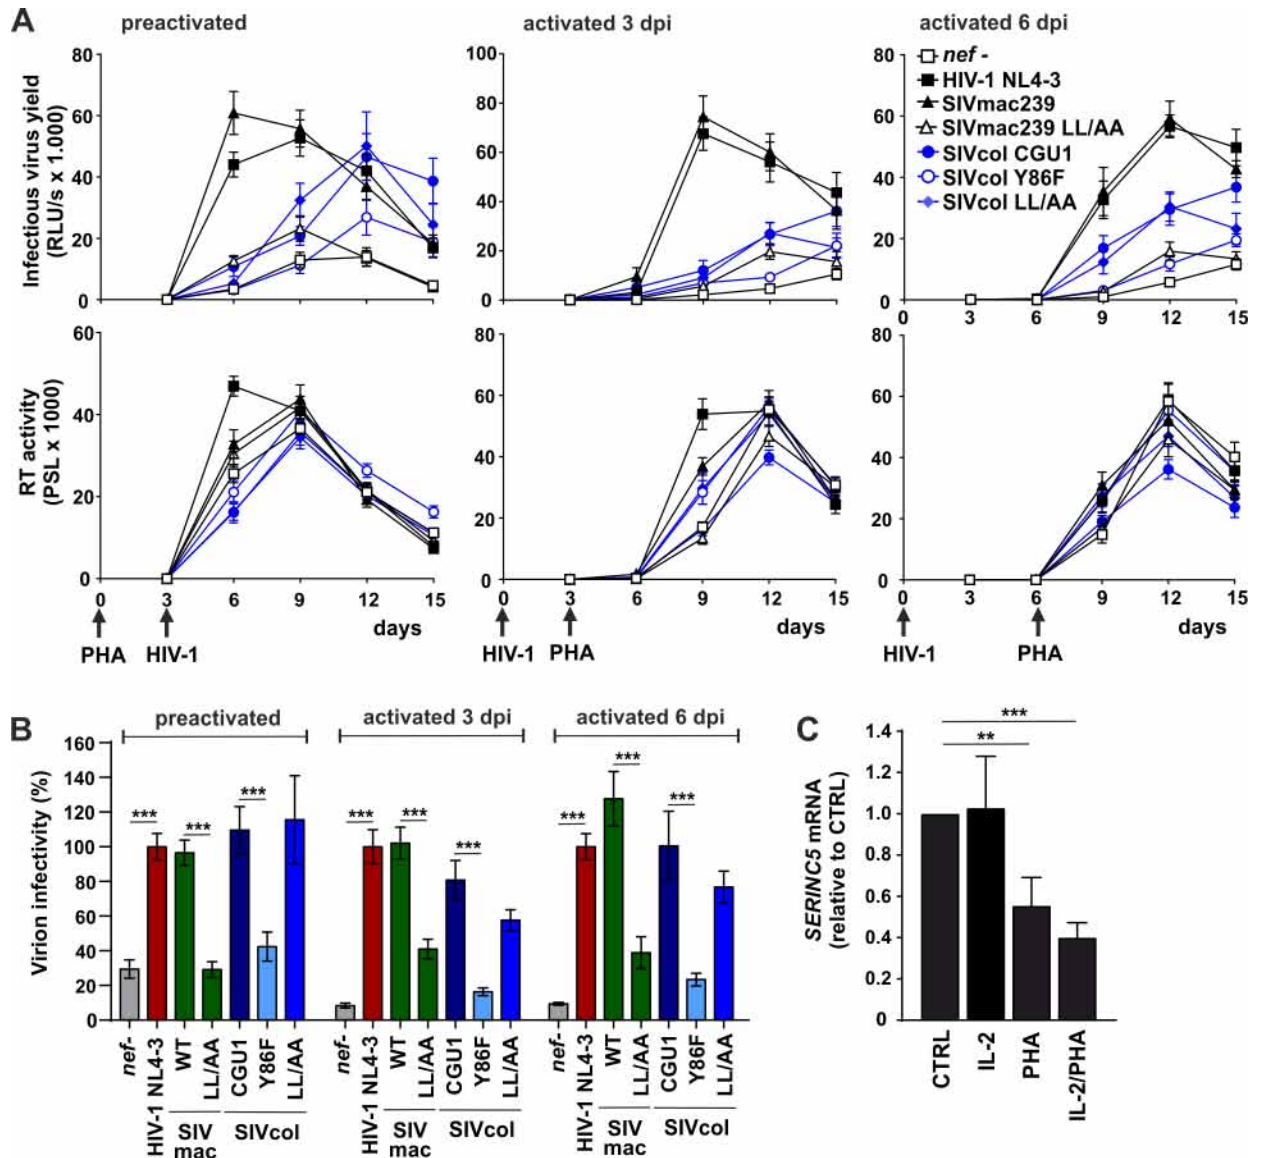 A
preactivated
activated 3 dpi
activated 6 dpi
Infectious virus yield
(RLU/s x 1.000)
80
60
40
20
0
100
80
60
40
20
0
80
60
40
20
0
0 3 6 9 12 15
nef -
HIV-1 NL4-3
SIVmac239
SIVmac239 LL/AA
SIVcol CGU1
SIVcol Y86F
SIVcol LL/AA
RT activity
(PSL x 1000)
60
40
20
0
80
60
40
20
0
80
60
40
20
0
0 3 6 9 12 15
0 3 6 9 12 15
0 3 6 9 12 15
days
days
days
PHA HIV-1
HIV-1 PHA
HIV-1 PHA
B
preactivated
activated 3 dpi
activated 6 dpi
Virion infectivity (%)
160
140
120
100
80
60
40
20
0
*** *** ***
*** *** ***
*** *** ***
nef- HIV-1 NL4-3 WT LL/AA CGU1 Y86F LL/AA
nef- HIV-1 NL4-3 WT LL/AA CGU1 Y86F LL/AA
nef- HIV-1 NL4-3 WT LL/AA CGU1 Y86F LL/AA
SIV mac SIVcol
SIV mac SIVcol
SIV mac SIVcol
C
SERINC5 mRNA
(relative to CTRL)
1.4
1.2
1.0
0.8
0.6
0.4
0.2
0
***
**
CTRL
IL-2
PHA
IL-2/PHA